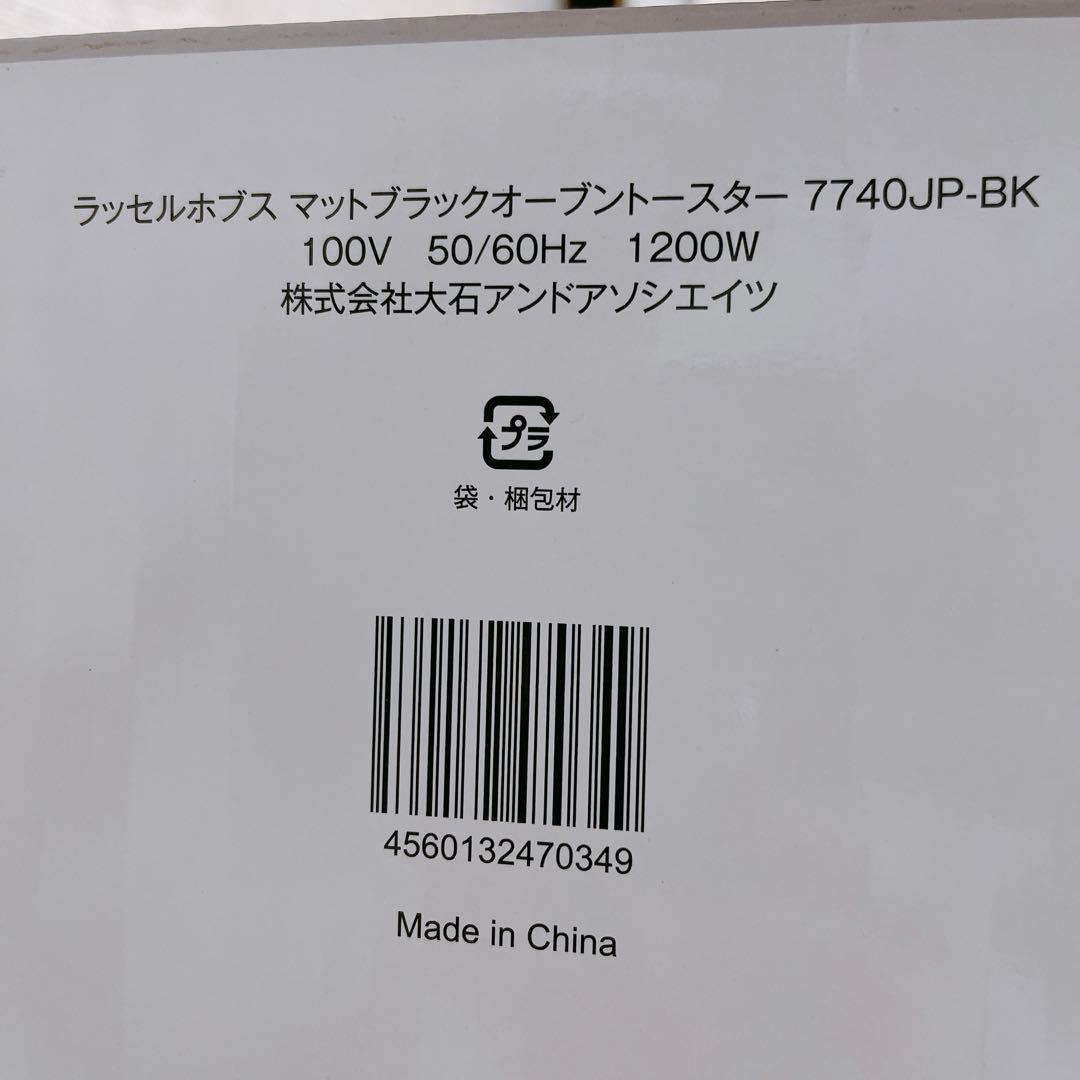 ラッセルホブス マットブラックオーブントースター 7740JP-BK
100V 50/60Hz 1200W
株式会社大石アンドアソシエイツ
プラ
袋・梱包材
4560132470349
Made in China